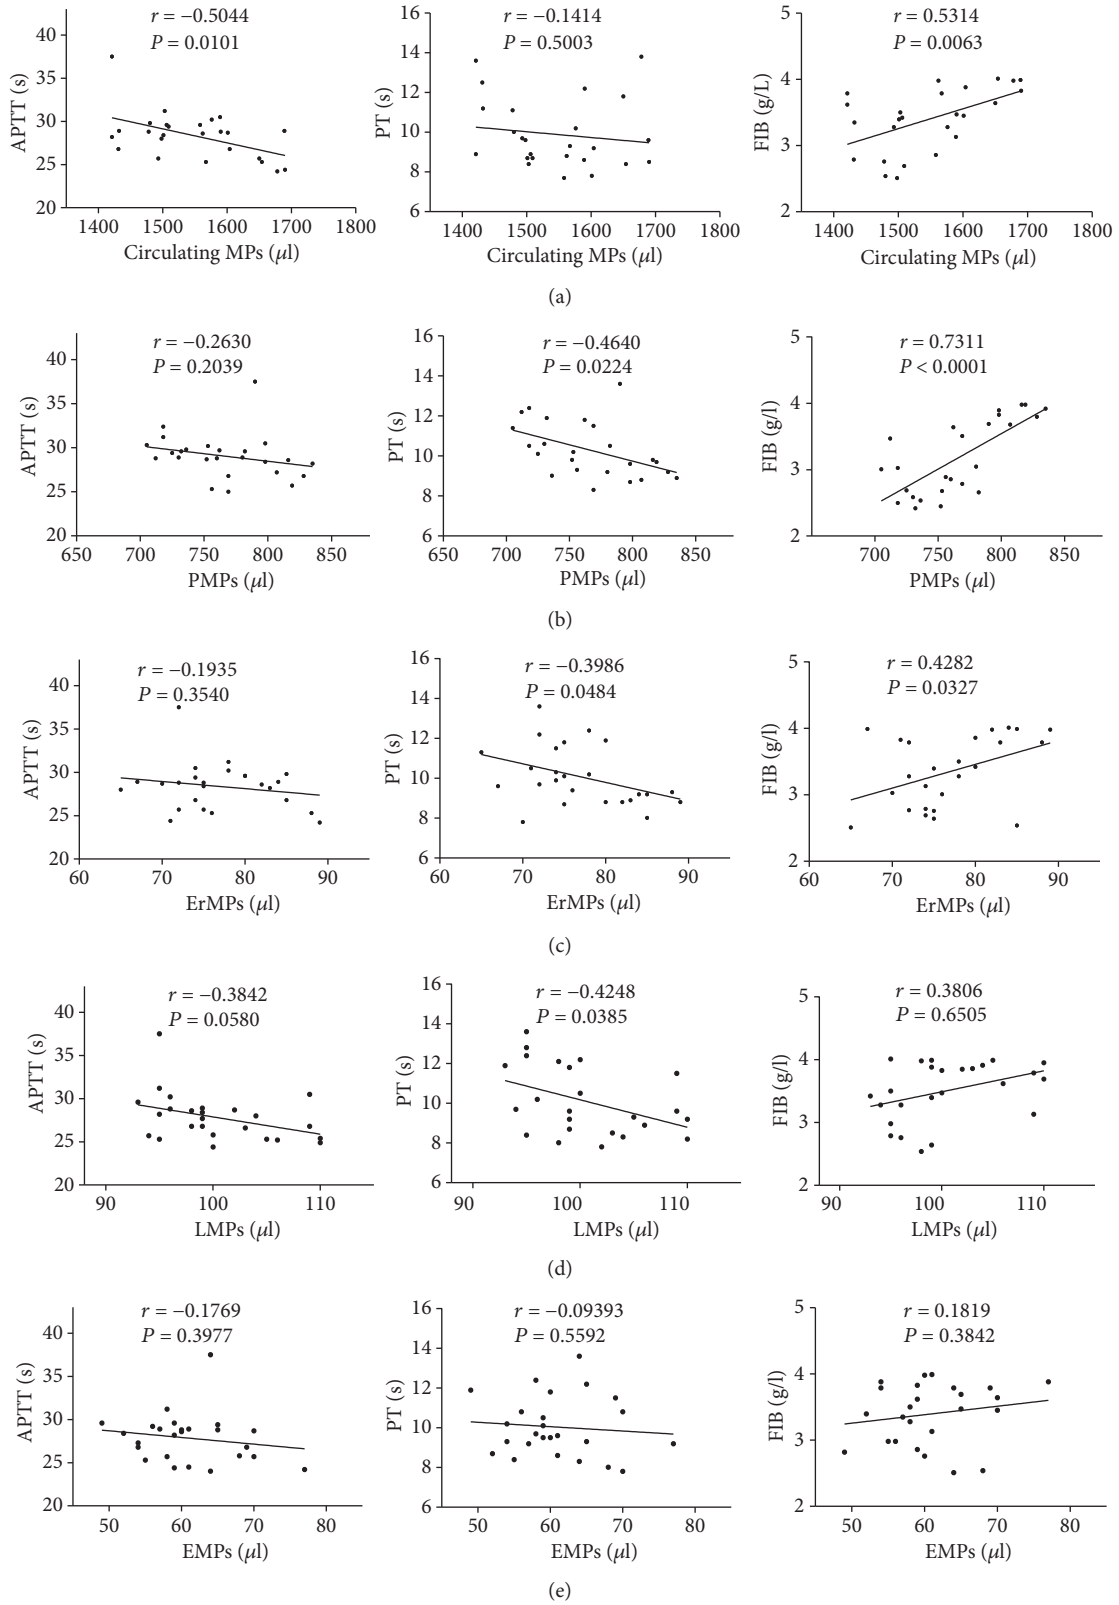 r = −0.5044
P = 0.0101
APTT (s)
40
35
30
25
20
1400 1500 1600 1700 1800
Circulating MPs (μl)
r = −0.1414
P = 0.5003
PT (s)
16
14
12
10
8
6
1400 1500 1600 1700 1800
Circulating MPs (μl)
r = 0.5314
P = 0.0063
FIB (g/L)
5
4
3
2
1400 1500 1600 1700 1800
Circulating MPs (μl)
(a)
r = −0.2630
P = 0.2039
APTT (s)
40
35
30
25
20
650 700 750 800 850
PMPs (μl)
r = −0.4640
P = 0.0224
PT (s)
16
14
12
10
8
6
650 700 750 800 850
PMPs (μl)
r = 0.7311
P < 0.0001
FIB (g/l)
5
4
3
2
700 750 800 850
PMPs (μl)
(b)
r = −0.1935
P = 0.3540
APTT (s)
40
35
30
25
20
60 70 80 90
ErMPs (μl)
r = −0.3986
P = 0.0484
PT (s)
16
14
12
10
8
6
60 70 80 90
ErMPs (μl)
r = 0.4282
P = 0.0327
FIB (g/l)
5
4
3
2
60 70 80 90
ErMPs (μl)
(c)
r = −0.3842
P = 0.0580
APTT (s)
40
35
30
25
20
90 100 110
LMPs (μl)
r = −0.4248
P = 0.0385
PT (s)
16
14
12
10
8
6
90 100 110
LMPs (μl)
r = 0.3806
P = 0.6505
FIB (g/l)
5
4
3
2
90 100 110
LMPs (μl)
(d)
r = −0.1769
P = 0.3977
APTT (s)
40
35
30
25
20
50 60 70 80
EMPs (μl)
r = −0.09393
P = 0.5592
PT (s)
16
14
12
10
8
6
50 60 70 80
EMPs (μl)
r = 0.1819
P = 0.3842
FIB (g/l)
5
4
3
2
50 60 70 80
EMPs (μl)
(e)